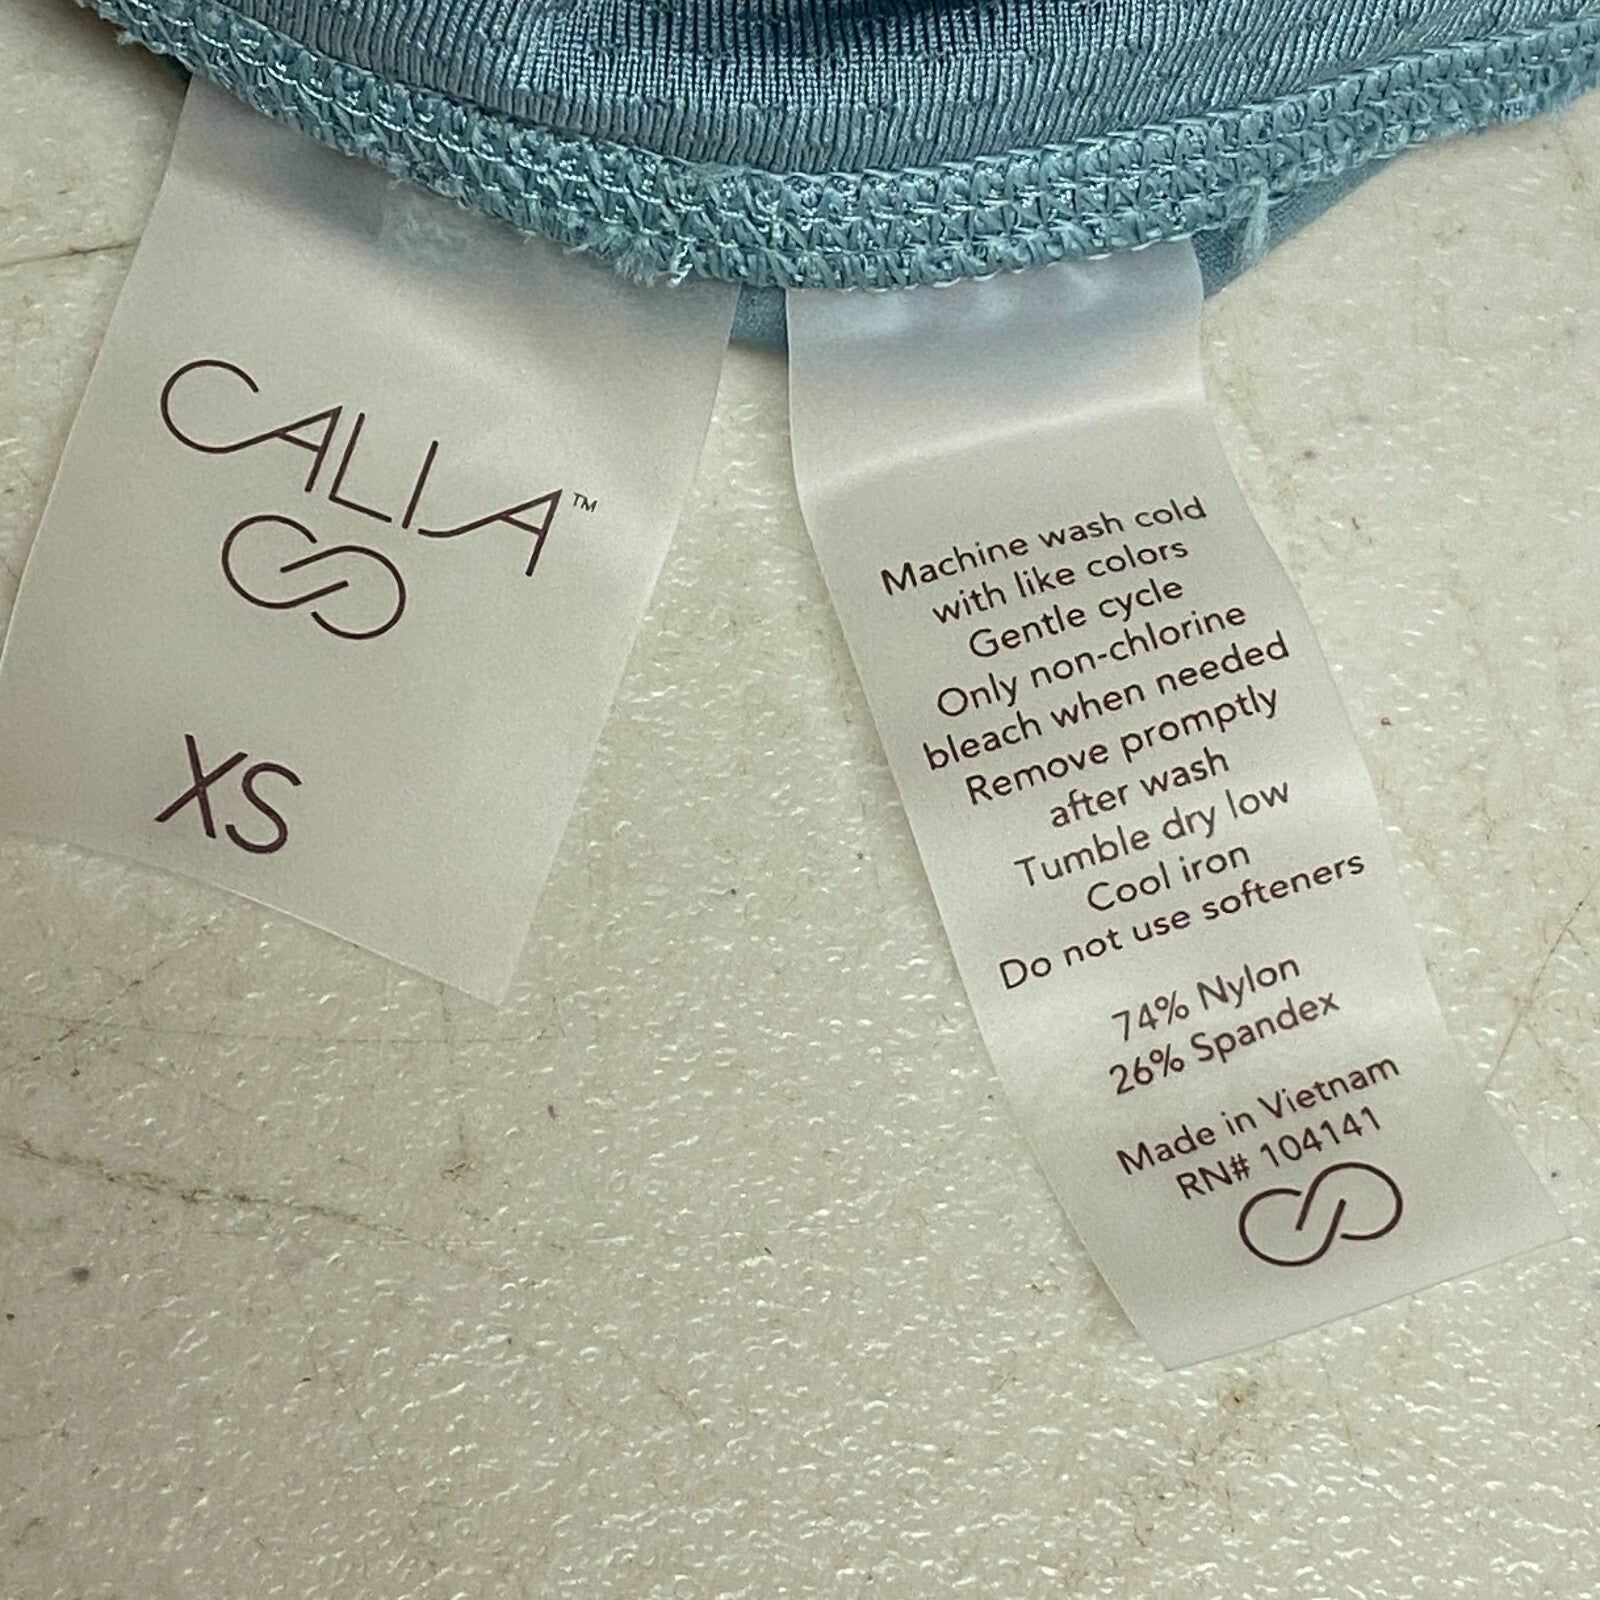 CALIA™
XS
Machine wash cold
with like colors
Gentle cycle
Only non-chlorine
bleach when needed
Remove promptly
after wash
Tumble dry low
Cool iron
Do not use softeners
74% Nylon
26% Spandex
Made in Vietnam
RN# 104141